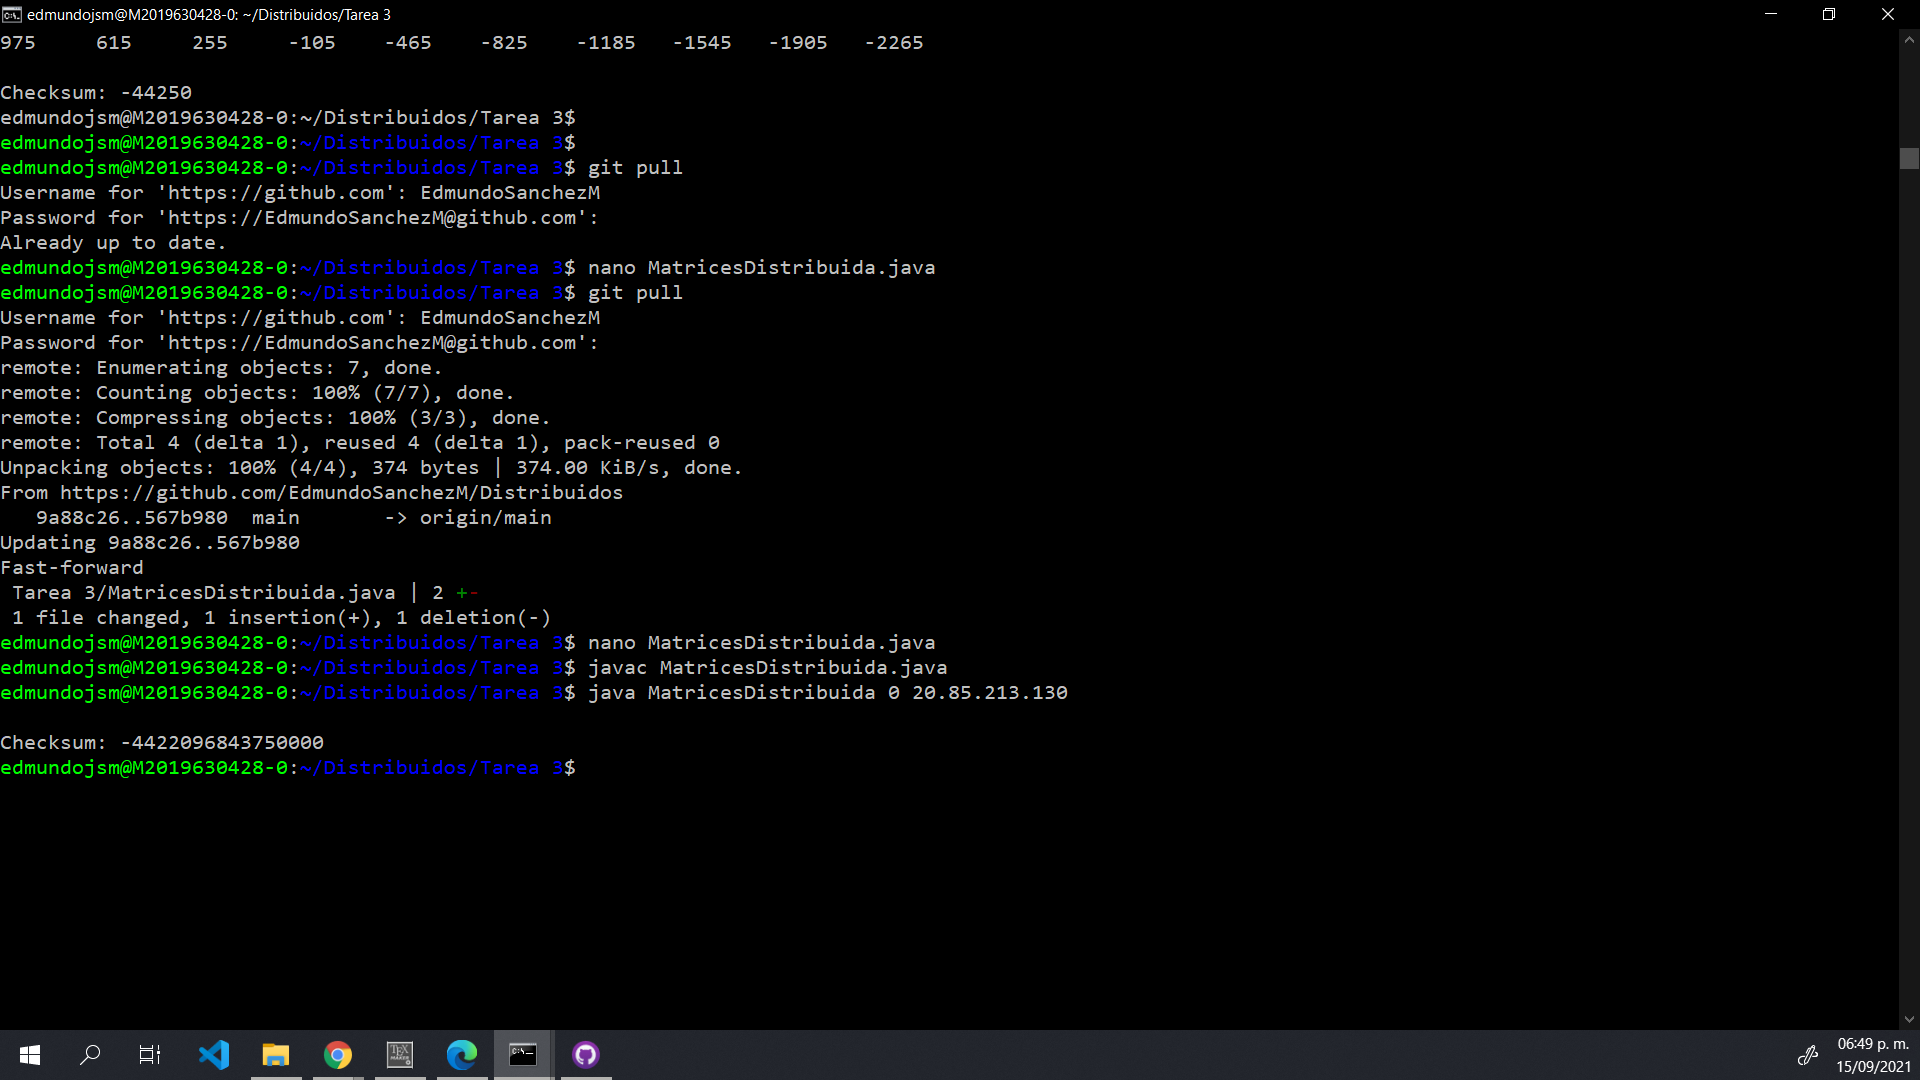 edmundojsm@M2019630428-0: ~/Distribuidos/Tarea 3
975     615     255     -105    -465    -825    -1185   -1545   -1905   -2265
Checksum: -44250
edmundojsm@M2019630428-0:~/Distribuidos/Tarea 3$
edmundojsm@M2019630428-0:~/Distribuidos/Tarea 3$
edmundojsm@M2019630428-0:~/Distribuidos/Tarea 3$ git pull
Username for 'https://github.com': EdmundoSanchezM
Password for 'https://EdmundoSanchezM@github.com':
Already up to date.
edmundojsm@M2019630428-0:~/Distribuidos/Tarea 3$ nano MatricesDistribuida.java
edmundojsm@M2019630428-0:~/Distribuidos/Tarea 3$ git pull
Username for 'https://github.com': EdmundoSanchezM
Password for 'https://EdmundoSanchezM@github.com':
remote: Enumerating objects: 7, done.
remote: Counting objects: 100% (7/7), done.
remote: Compressing objects: 100% (3/3), done.
remote: Total 4 (delta 1), reused 4 (delta 1), pack-reused 0
Unpacking objects: 100% (4/4), 374 bytes | 374.00 KiB/s, done.
From https://github.com/EdmundoSanchezM/Distribuidos
   9a88c26..567b980  main       -> origin/main
Updating 9a88c26..567b980
Fast-forward
 Tarea 3/MatricesDistribuida.java | 2 +-
 1 file changed, 1 insertion(+), 1 deletion(-)
edmundojsm@M2019630428-0:~/Distribuidos/Tarea 3$ nano MatricesDistribuida.java
edmundojsm@M2019630428-0:~/Distribuidos/Tarea 3$ javac MatricesDistribuida.java
edmundojsm@M2019630428-0:~/Distribuidos/Tarea 3$ java MatricesDistribuida 0 20.85.213.130
Checksum: -4422096843750000
edmundojsm@M2019630428-0:~/Distribuidos/Tarea 3$
TEX
MAKER
06:49 p. m.
15/09/2021